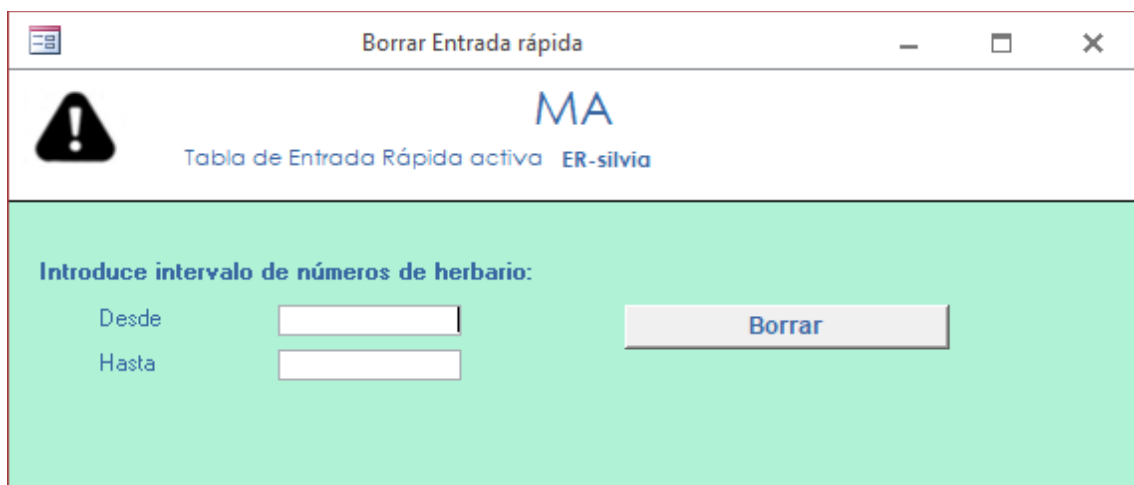 Borrar Entrada rápida
MA
Tabla de Entrada Rápida activa ER-silvia
Introduce intervalo de números de herbario:
Desde
Borrar
Hasta